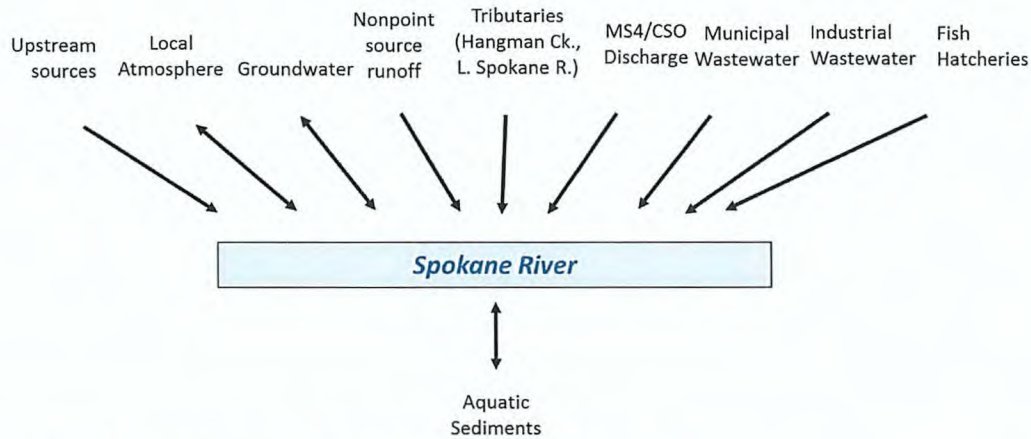 Upstream
sources
Local
Atmosphere
Groundwater
Nonpoint
source
runoff
Tributaries
(Hangman Ck.,
L. Spokane R.)
MS4/CSO
Discharge
Municipal
Wastewater
Industrial
Wastewater
Fish
Hatcheries
Spokane River
Aquatic
Sediments